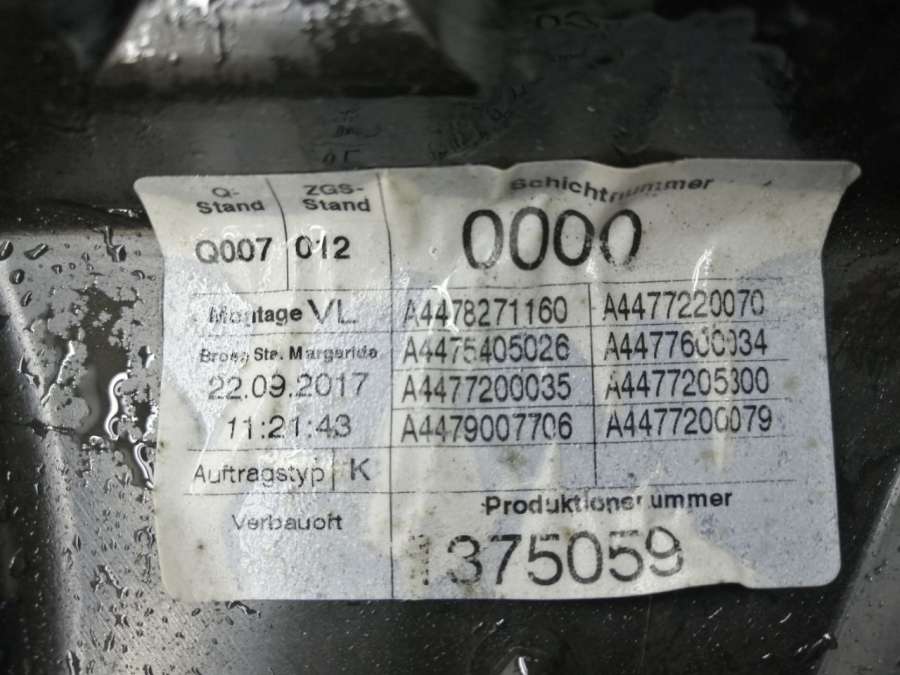 Q-
Stand
ZGS-
Stand
Schichtnummer
Q007
012
0000
Montage VL
A4478271160
A4477220070
Brose Sta. Margarida
A4475405026
A4477600034
22.09.2017
A4477200035
A4477205300
11:21:43
A4479007706
A4477200079
Auftragstyp K
Verbauort
Produktionsnummer
1375059